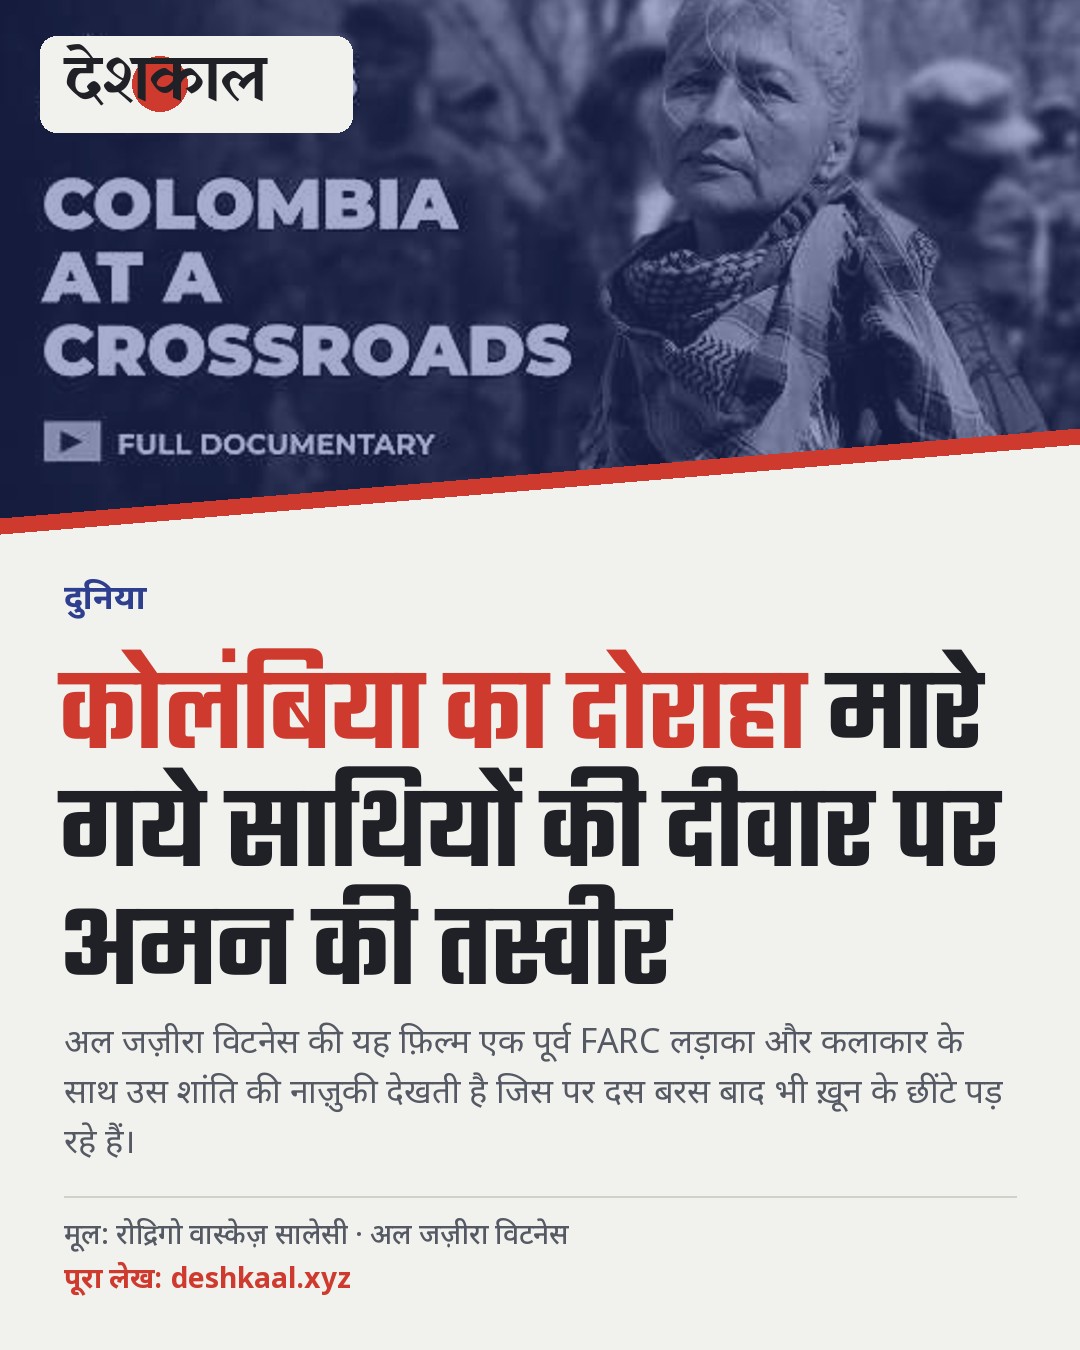 देशकाल
COLOMBIA
AT A
CROSSROADS
FULL DOCUMENTARY
दुनिया
कोलंबिया का दोराहा मारे
गये साथियों की दीवार पर
अमन की तस्वीर
अल जज़ीरा विटनेस की यह फ़िल्म एक पूर्व FARC लड़ाका और कलाकार के
साथ उस शांति की नाज़ुकी देखती है जिस पर दस बरस बाद भी ख़ून के छींटे पड़
रहे हैं।
मूल: रोद्रिगो वास्केज़ सालेसी · अल जज़ीरा विटनेस
पूरा लेख: deshkaal.xyz